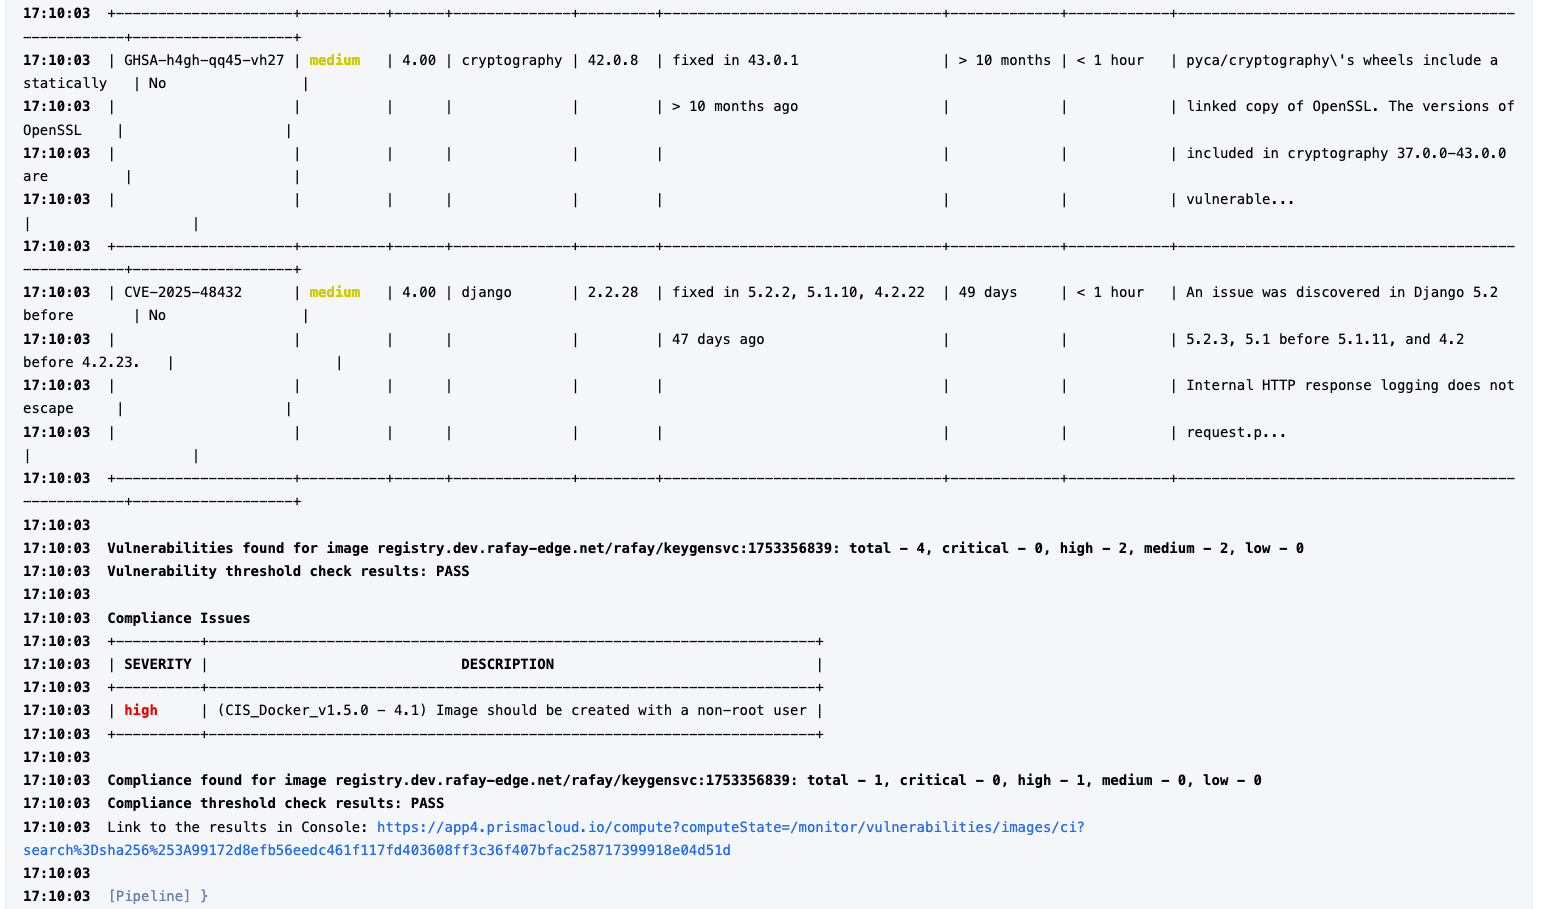 17:10:03  +---------------------+----------+------+--------------+---------+---------------------------------+-------------+------------+----------------------------------------
------------+-------------------+
17:10:03  | GHSA-h4gh-qq45-vh27 | medium   | 4.00 | cryptography | 42.0.8  | fixed in 43.0.1                 | > 10 months | < 1 hour   | pyca/cryptography\'s wheels include a
statically   | No                |
17:10:03  |                     |          |      |              |         | > 10 months ago                 |             |            | linked copy of OpenSSL. The versions of
OpenSSL    |                   |
17:10:03  |                     |          |      |              |         |                                 |             |            | included in cryptography 37.0.0-43.0.0
are         |                   |
17:10:03  |                     |          |      |              |         |                                 |             |            | vulnerable...
|                   |
17:10:03  +---------------------+----------+------+--------------+---------+---------------------------------+-------------+------------+----------------------------------------
------------+-------------------+
17:10:03  | CVE-2025-48432      | medium   | 4.00 | django       | 2.2.28  | fixed in 5.2.2, 5.1.10, 4.2.22  | 49 days     | < 1 hour   | An issue was discovered in Django 5.2
before       | No                |
17:10:03  |                     |          |      |              |         | 47 days ago                     |             |            | 5.2.3, 5.1 before 5.1.11, and 4.2
before 4.2.23.   |                   |
17:10:03  |                     |          |      |              |         |                                 |             |            | Internal HTTP response logging does not
escape     |                   |
17:10:03  |                     |          |      |              |         |                                 |             |            | request.p...
|                   |
17:10:03  +---------------------+----------+------+--------------+---------+---------------------------------+-------------+------------+----------------------------------------
------------+-------------------+
17:10:03
17:10:03  Vulnerabilities found for image registry.dev.rafay-edge.net/rafay/keygensvc:1753356839: total - 4, critical - 0, high - 2, medium - 2, low - 0
17:10:03  Vulnerability threshold check results: PASS
17:10:03
17:10:03  Compliance Issues
17:10:03  +----------+------------------------------------------------------------------------+
17:10:03  | SEVERITY |                              DESCRIPTION                               |
17:10:03  +----------+------------------------------------------------------------------------+
17:10:03  | high     | (CIS_Docker_v1.5.0 - 4.1) Image should be created with a non-root user |
17:10:03  +----------+------------------------------------------------------------------------+
17:10:03
17:10:03  Compliance found for image registry.dev.rafay-edge.net/rafay/keygensvc:1753356839: total - 1, critical - 0, high - 1, medium - 0, low - 0
17:10:03  Compliance threshold check results: PASS
17:10:03  Link to the results in Console: https://app4.prismacloud.io/compute?computeState=/monitor/vulnerabilities/images/ci?
search%3Dsha256%253A99172d8efb56eedc461f117fd403608ff3c36f407bfac258717399918e04d51d
17:10:03
17:10:03  [Pipeline] }